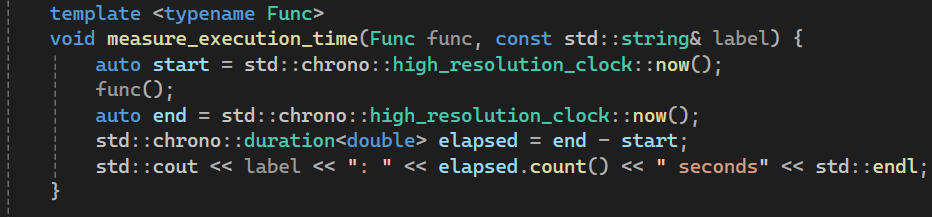 template <typename Func>
void measure_execution_time(Func func, const std::string& label) {
    auto start = std::chrono::high_resolution_clock::now();
    func();
    auto end = std::chrono::high_resolution_clock::now();
    std::chrono::duration<double> elapsed = end - start;
    std::cout << label << ": " << elapsed.count() << " seconds" << std::endl;
}